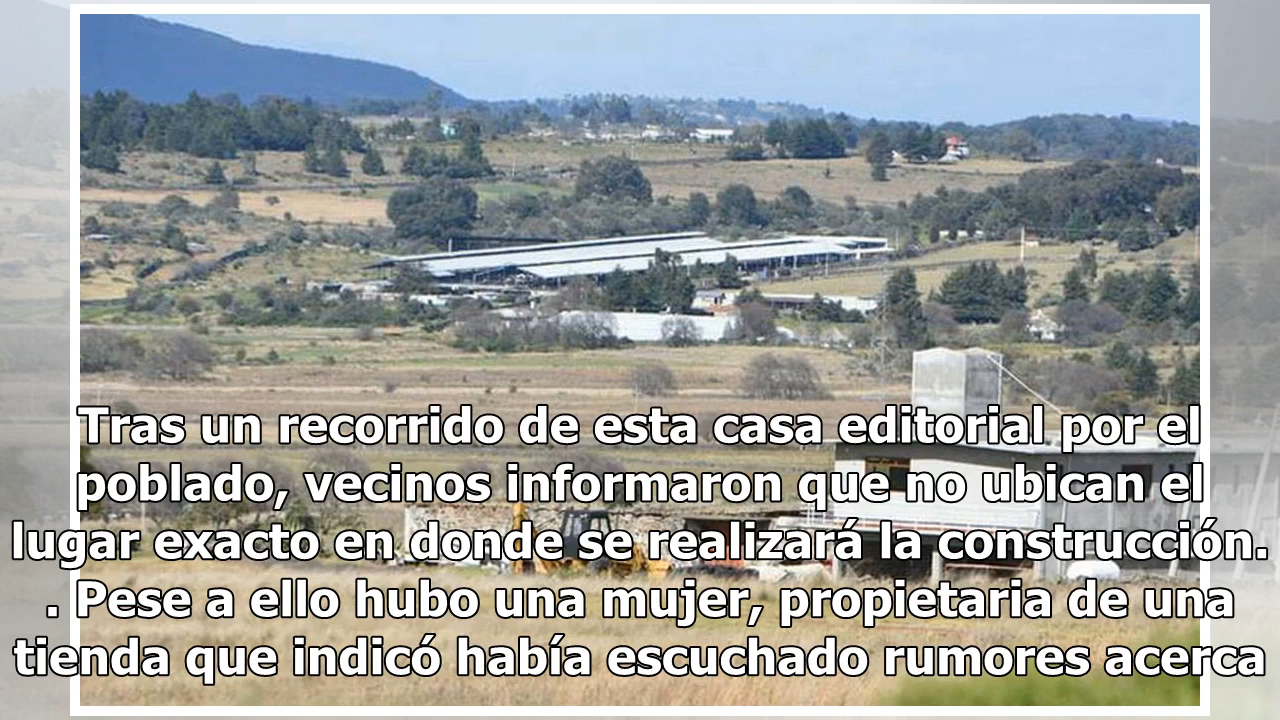 Tras un recorrido de esta casa editorial por el
poblado, vecinos informaron que no ubican el
lugar exacto en donde se realizará la construcción.
. Pese a ello hubo una mujer, propietaria de una
tienda que indicó había escuchado rumores acerca